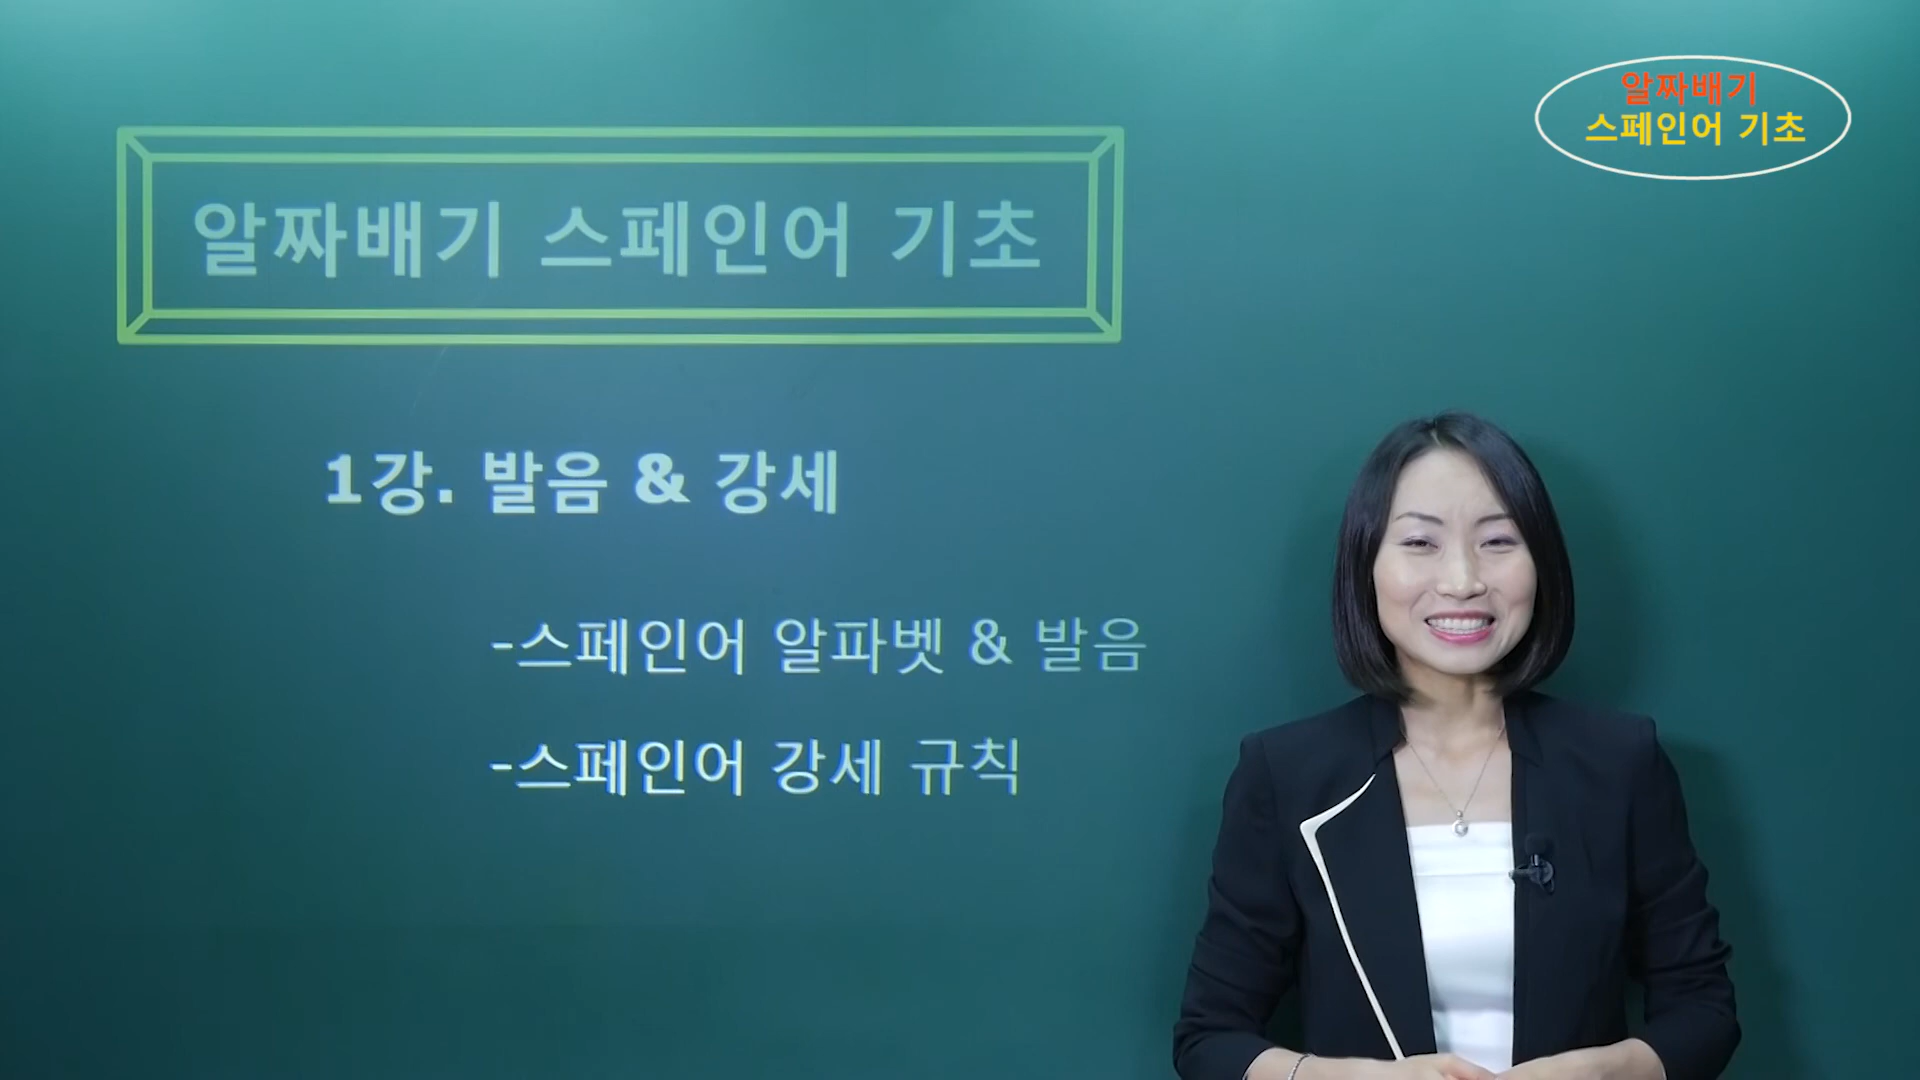 알짜배기
스페인어 기초
알짜배기 스페인어 기초
1강. 발음 & 강세
-스페인어 알파벳 & 발음
-스페인어 강세 규칙